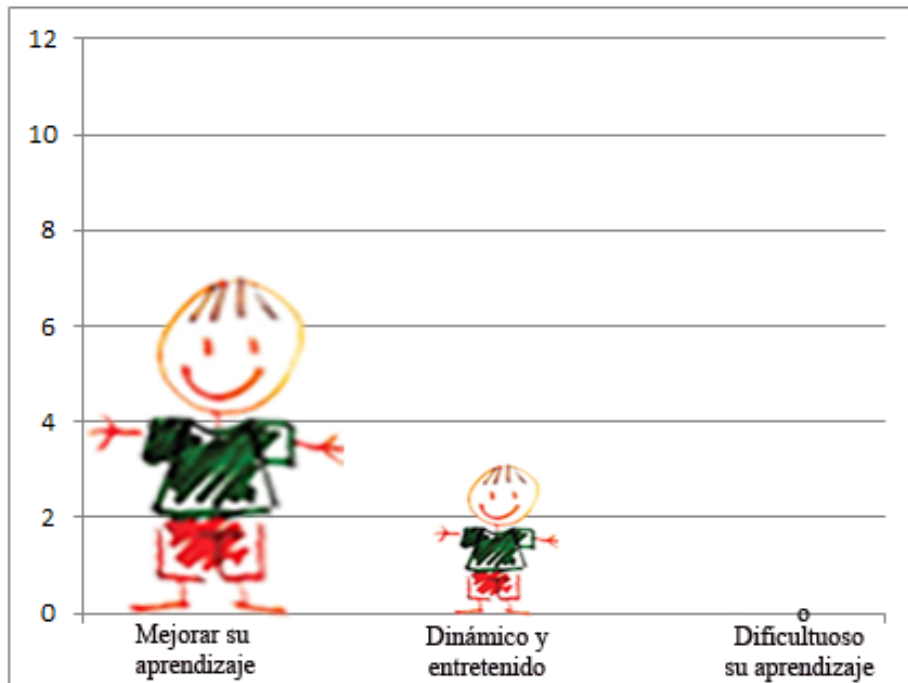 12
10
8
6
4
2
0
Mejorar su
aprendizaje
Dinámico y
entretenido
0
Dificultuoso
su aprendizaje